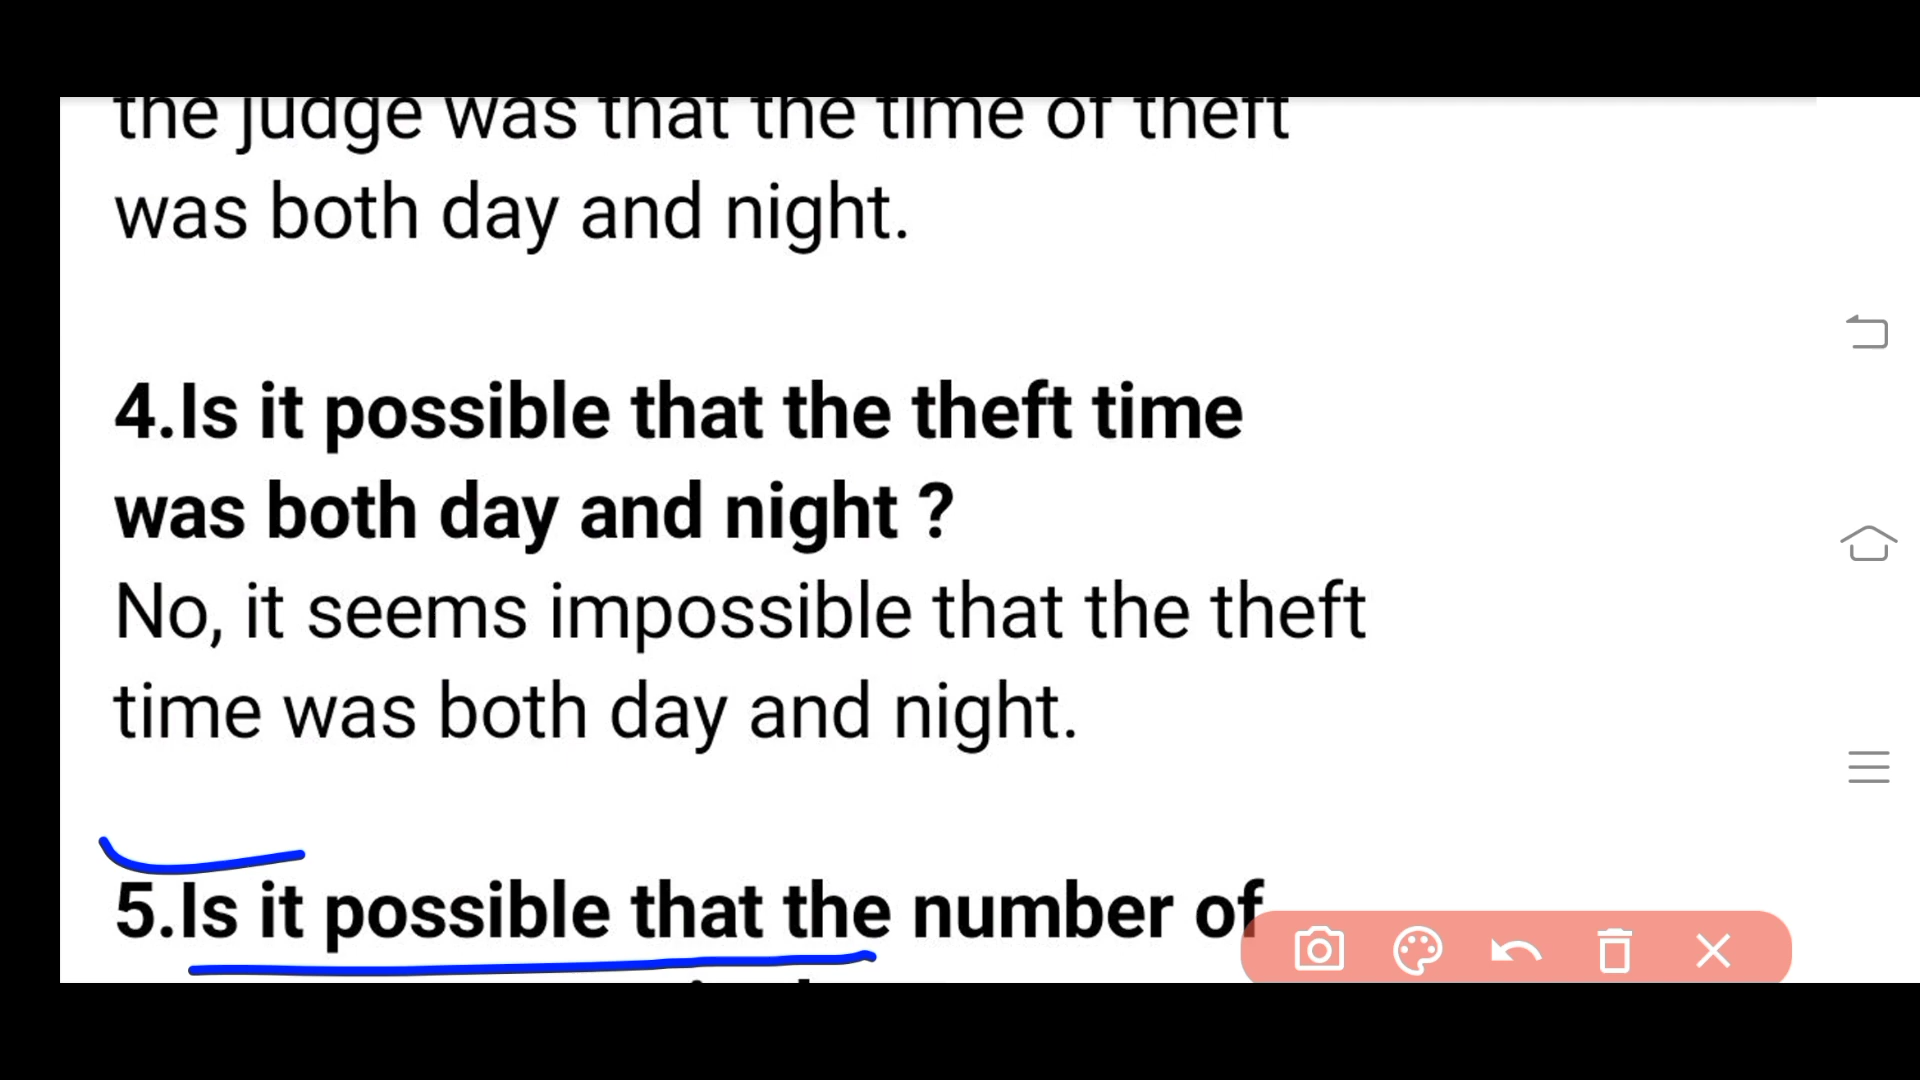 the judge was that the time of theft
was both day and night.
4.Is it possible that the theft time
was both day and night ?
No, it seems impossible that the theft
time was both day and night.
5.Is it possible that the number of